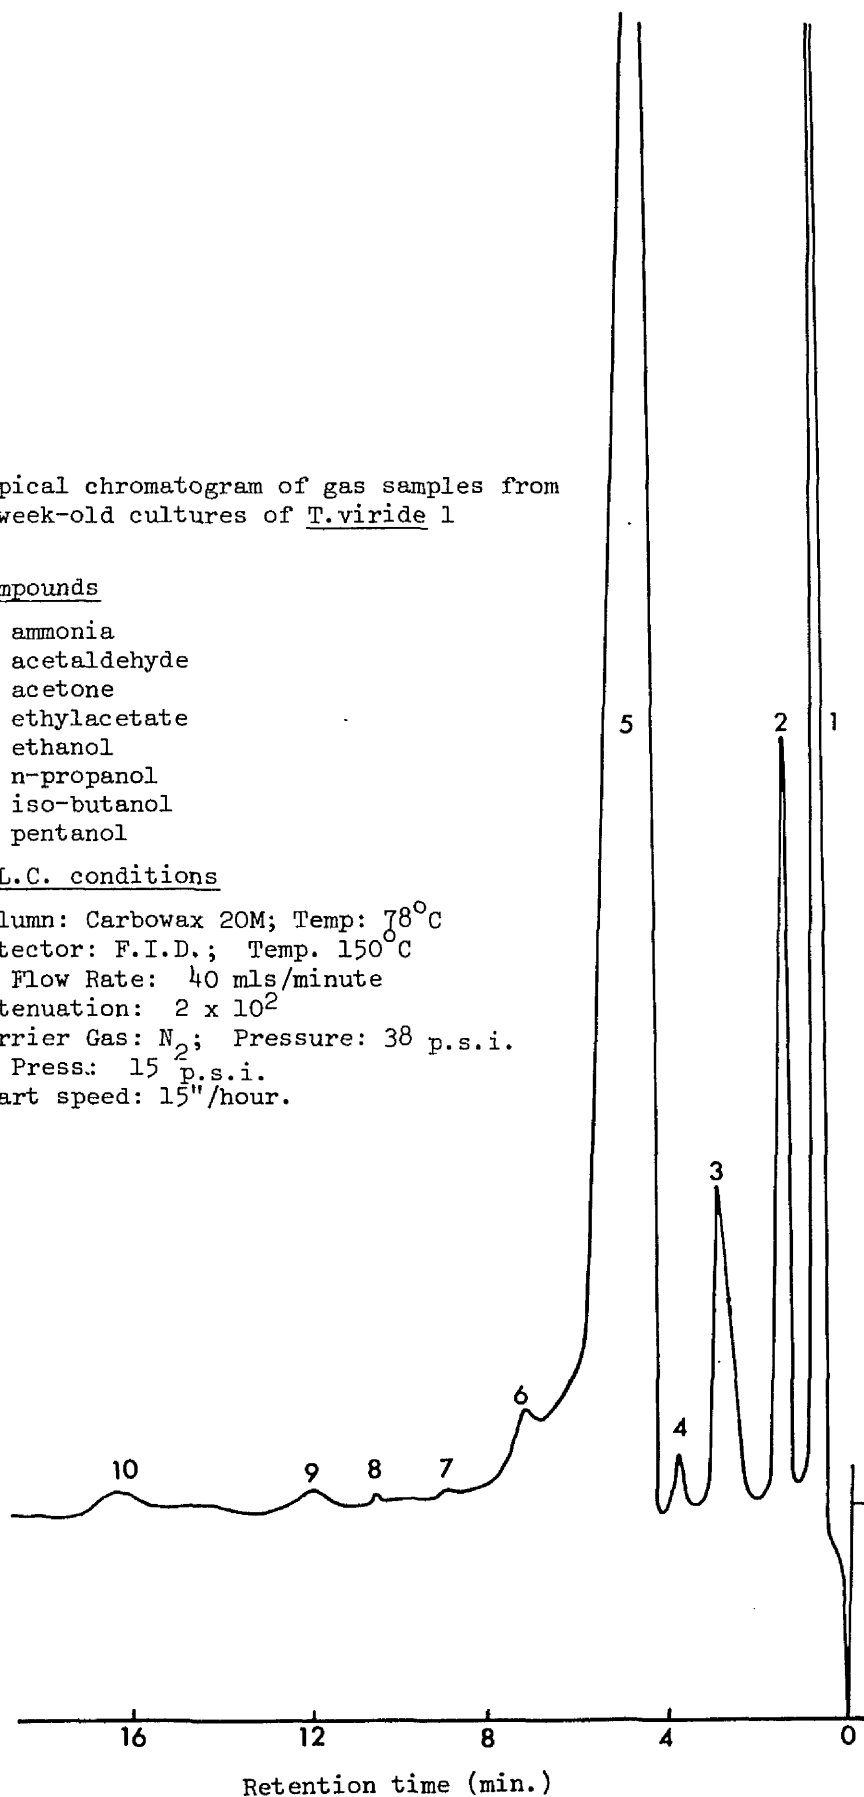 pical chromatogram of gas samples from
week-old cultures of T.viride 1
mpounds
ammonia
acetaldehyde
acetone
ethylacetate
ethanol
n-propanol
iso-butanol
pentanol
L.C. conditions
lumn: Carbowax 20M; Temp: 78°C
tector: F.I.D.; Temp. 150°C
Flow Rate: 40 mls/minute
tenuation: 2 x 10²
rrier Gas: N₂; Pressure: 38 p.s.i.
Press.: 15 p.s.i.
art speed: 15"/hour.
5 2 1
3
6
4
10 9 8 7
16 12 8 4 0
Retention time (min.)